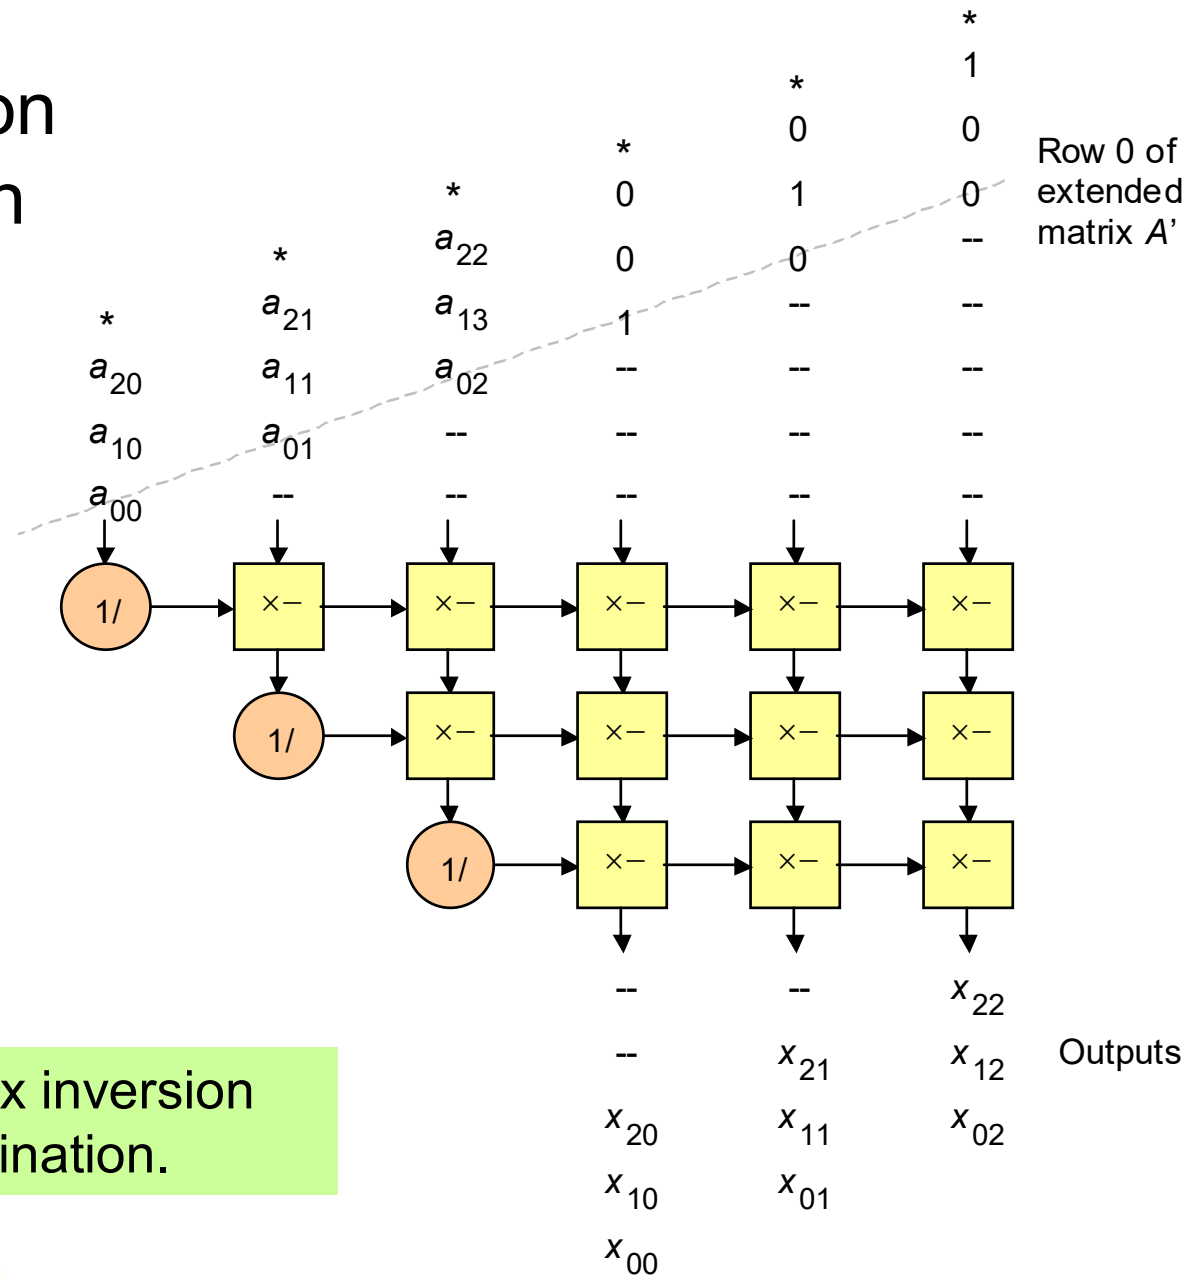 on
n
*
* 1
* 0 0
* 0 1 0
* a22 0 0 --
* a21 a13 1 -- --
a20 a11 a02 -- -- --
a10 a01 -- -- -- --
a00 -- -- -- -- --
Row 0 of
extended
matrix A’
1/ ×− ×− ×− ×− ×−
1/ ×− ×− ×− ×−
1/ ×− ×− ×−
-- -- x22
-- x21 x12
x20 x11 x02
x10 x01
x00
Outputs
x inversion
ination.